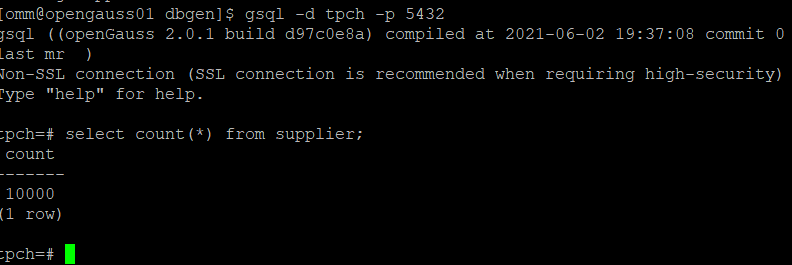 [omm@opengauss01 dbgen]$ gsql -d tpch -p 5432
gsql ((openGauss 2.0.1 build d97c0e8a) compiled at 2021-06-02 19:37:08 commit 0
last mr  )
Non-SSL connection (SSL connection is recommended when requiring high-security)
Type "help" for help.
tpch=# select count(*) from supplier;
count
-------
10000
(1 row)
tpch=#